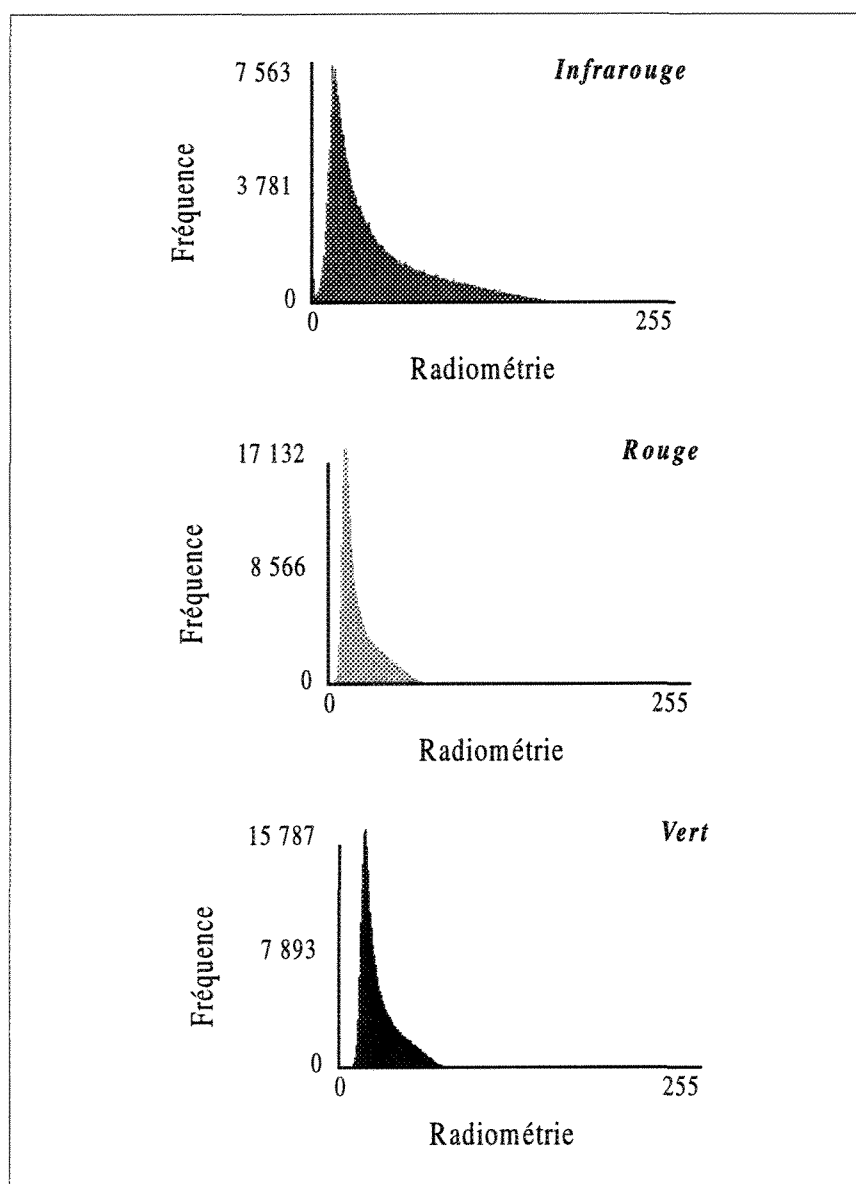 Infrarouge
7 563
3 781
0
Fréquence
0
255
Radiométrie
Rouge
17 132
8 566
0
Fréquence
0
255
Radiométrie
Vert
15 787
7 893
0
Fréquence
0
255
Radiométrie